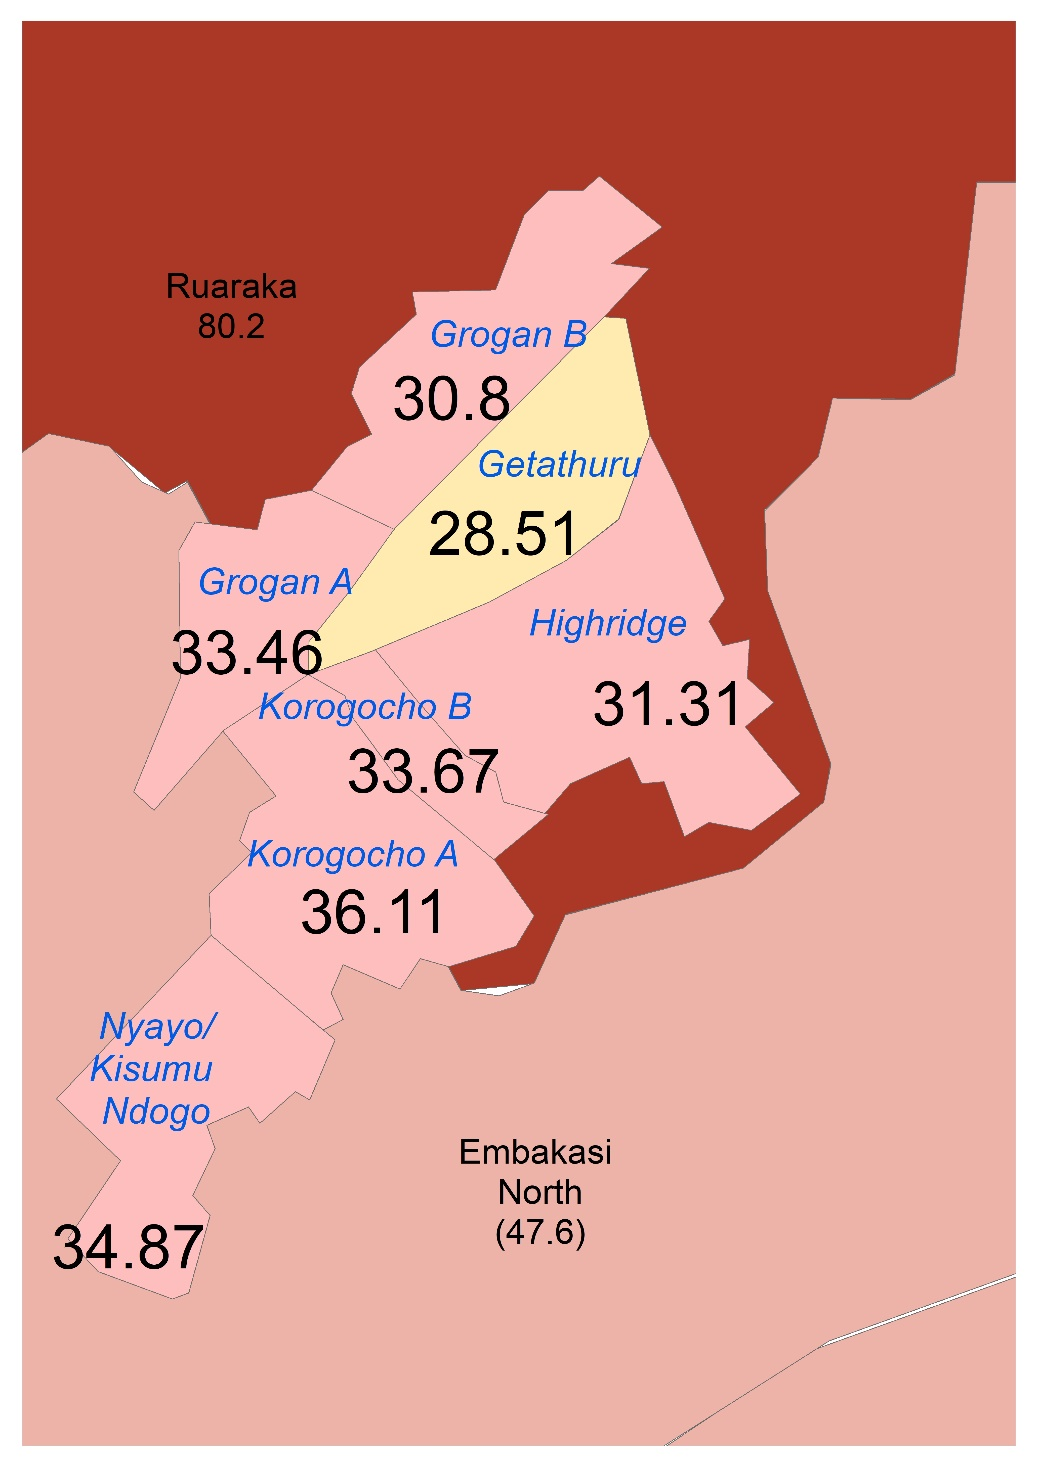 Ruaraka
80.2
Grogan B
30.8
Getathuru
28.51
Grogan A
33.46
Highridge
31.31
Korogocho B
33.67
Korogocho A
36.11
Nyayo/
Kisumu
Ndogo
34.87
Embakasi
North
(47.6)